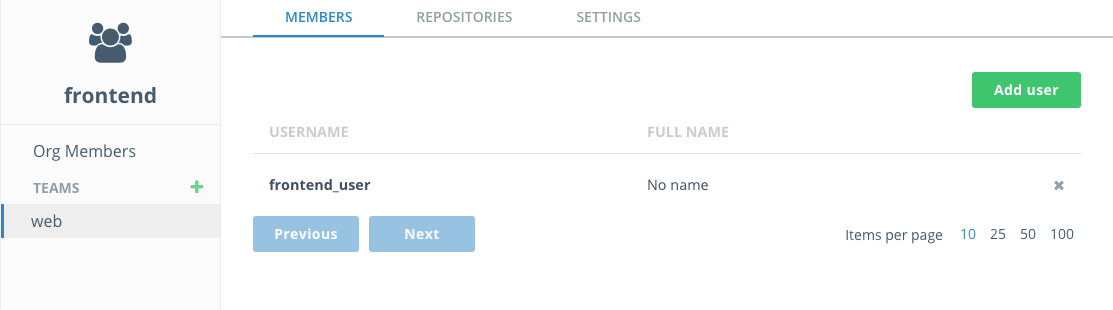 MEMBERS REPOSITORIES SETTINGS
frontend
Org Members
TEAMS +
web
Add user
USERNAME FULL NAME
frontend_user No name
Previous Next Items per page 10 25 50 100